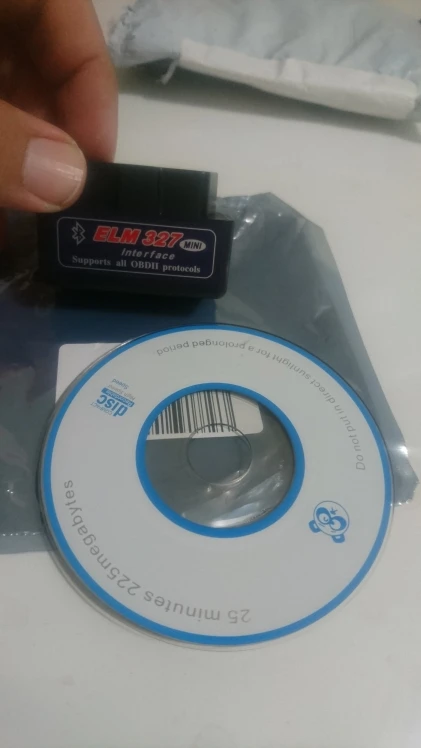 ELM 327 MINI
Interface
Supports all OBDII protocols
Do not put in direct sunlight for a prolonged period
disc
25 minutes 225megabytes